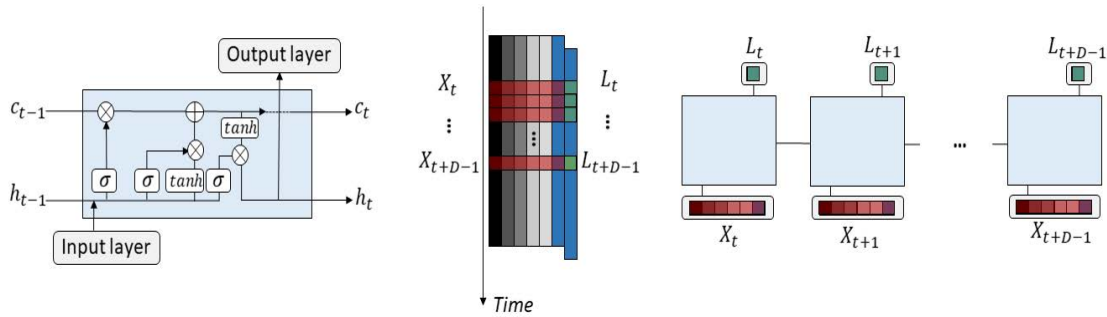 Output layer
c_{t-1}
c_t
tanh
σ
σ
tanh
σ
h_{t-1}
h_t
Input layer
X_t
⋮
X_{t+D-1}
⋮
L_t
⋮
L_{t+D-1}
Time
L_t
L_{t+1}
L_{t+D-1}
...
X_t
X_{t+1}
X_{t+D-1}